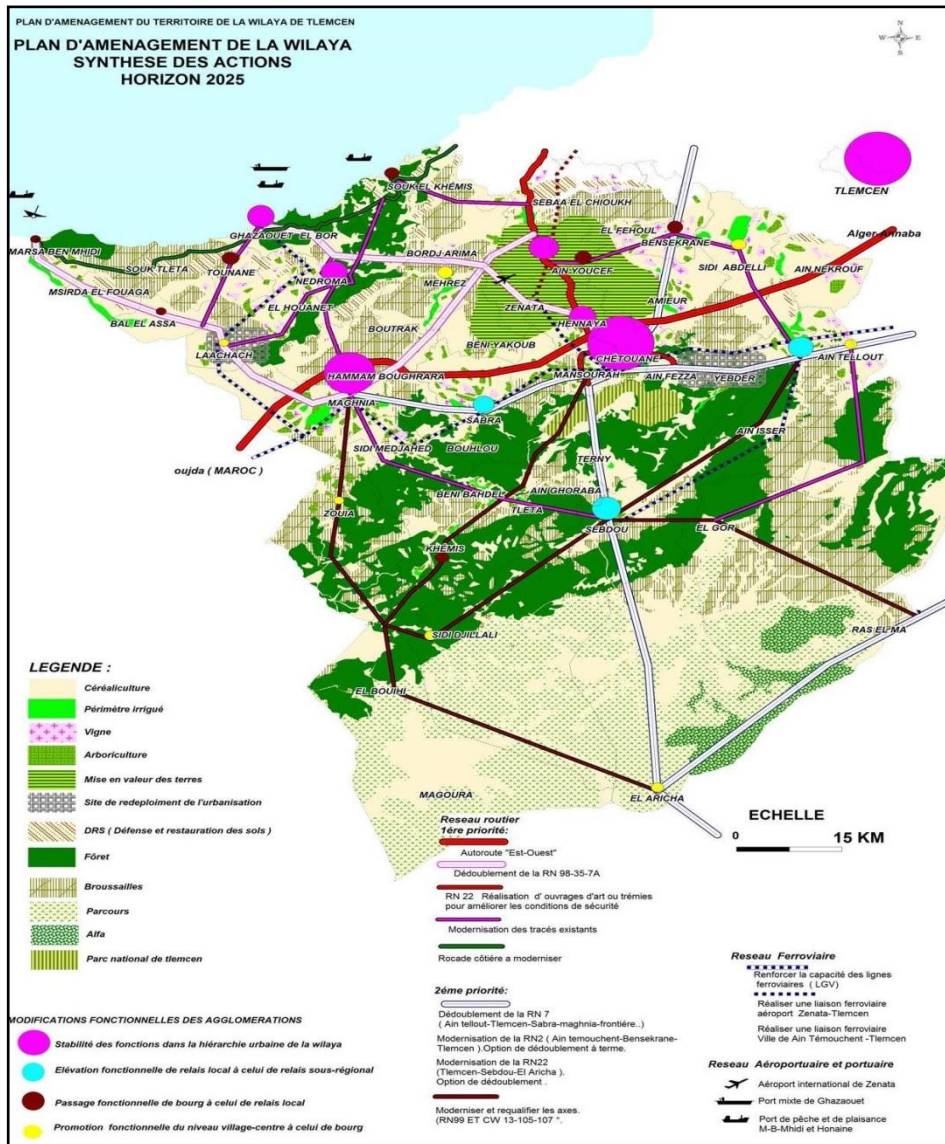 PLAN D'AMENAGEMENT DU TERRITOIRE DE LA WILAYA DE TLEMCEN
PLAN D'AMENAGEMENT DE LA WILAYA
SYNTHESE DES ACTIONS
HORIZON 2025
N
W E
S
TLEMCEN
SOUK EL KHÉMIS
SEBAA EL CHIOUKH
EL FEHOUL
Alger-Annaba
GHAZAOUET EL BOR
BENSEKRANE
MARSA BEN MHIDI
BORDJ ARIMA
SOUK TLETA
TOUNANE
AIN YOUCEF
SIDI ABDELLI
AIN NEKROUF
NEDROMA
MEHREZ
MSIRDA EL FOUAGA
ZENATA
AMIEUR
EL HOUANET
BAL EL ASSA
BOUTRAK
HENNAYA
BENI YAKOUB
LAACHACH
CHÉTOUANE
AIN TELLOUT
HAMMAM BOUGHRARA
MANSOURAH
AIN FEZZA
YEBDER
MAGHNIA
SABRA
AIN ISSER
SIDI MEDJAHED
BOUHLOU
TERNY
oujda ( MAROC )
AIN GHORABA
BENI BAHDEL
TLETA
ZOUIA
SEBDOU
EL GOR
KHÉMIS
RAS EL MA
SIDI DJILLALI
EL BOUIHI
MAGOURA
EL ARICHA
ECHELLE
0 15 KM
LEGENDE :
Céréaliculture
Périmètre irrigué
Vigne
Arboriculture
Mise en valeur des terres
Site de redeploiment de l'urbanisation
DRS ( Défense et restauration des sols )
Fôret
Broussailles
Parcours
Alfa
Parc national de tlemcen
MODIFICATIONS FONCTIONNELLES DES AGGLOMERATIONS
Stabilité des fonctions dans la hiérarchie urbaine de la wilaya
Elévation fonctionnelle de relais local à celui de relais sous-régional
Passage fonctionnelle de bourg à celui de relais local
Promotion fonctionnelle du niveau village-centre à celui de bourg
Reseau routier
1ére priorité:
Autoroute "Est-Ouest"
Dédoublement de la RN 98-35-7A
RN 22 Réalisation d' ouvrages d'art ou trémies
pour améliorer les conditions de sécurité
Modernisation des tracés existants
Rocade côtiére a moderniser
2éme priorité:
Dédoublement de la RN 7
( Ain tellout-Tlemcen-Sabra-maghnia-frontiére..)
Modernisation de la RN2 ( Ain temouchent-Bensekrane-
Tlemcen ).Option de dédoublement à terme.
Modernisation de la RN22
(Tlemcen-Sebdou-El Aricha ).
Option de dédoublement .
Moderniser et requalifier les axes.
(RN99 ET CW 13-105-107 ".
Reseau Ferroviaire
Renforcer la capacité des lignes
ferroviaires ( LGV)
Réaliser une liaison ferroviaire
aéroport Zenata-Tlemcen
Réaliser une liaison ferroviaire
Ville de Ain Témouchent -Tlemcen
Reseau Aéroportuaire et portuaire
Aéroport international de Zenata
Port mixte de Ghazaouet
Port de pêche et de plaisance
M-B-Mhidi et Honaine